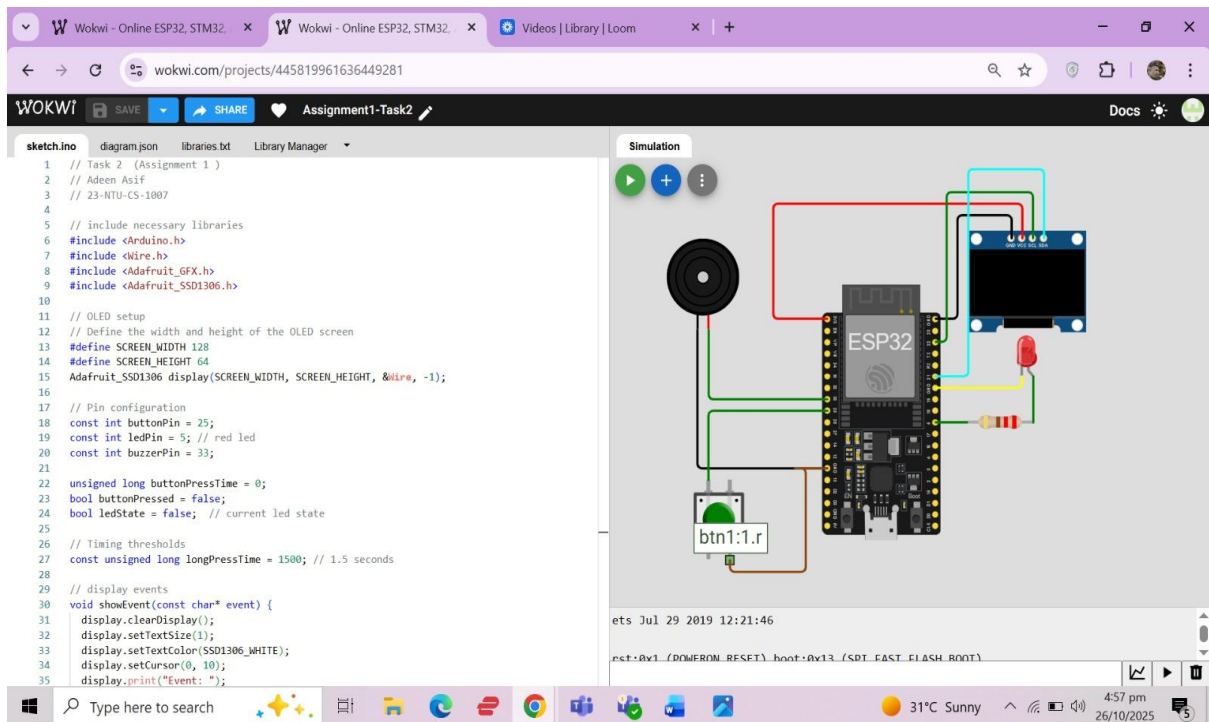 Wokwi - Online ESP32, STM32,
Wokwi - Online ESP32, STM32,
Videos | Library | Loom
wokwi.com/projects/445819961636449281
WOKWI
SAVE
SHARE
Assignment1-Task2
Docs
sketch.ino
diagram.json
libraries.txt
Library Manager
1 // Task 2 (Assignment 1 )
2 // Adeen Asif
3 // 23-NTU-CS-1007
4
5 // include necessary libraries
6 #include <Arduino.h>
7 #include <Wire.h>
8 #include <Adafruit_GFX.h>
9 #include <Adafruit_SSD1306.h>
10
11 // OLED setup
12 // Define the width and height of the OLED screen
13 #define SCREEN_WIDTH 128
14 #define SCREEN_HEIGHT 64
15 Adafruit_SSD1306 display(SCREEN_WIDTH, SCREEN_HEIGHT, &Wire, -1);
16
17 // Pin configuration
18 const int buttonPin = 25;
19 const int ledPin = 5; // red led
20 const int buzzerPin = 33;
21
22 unsigned long buttonPressTime = 0;
23 bool buttonPressed = false;
24 bool ledState = false; // current led state
25
26 // Timing thresholds
27 const unsigned long longPressTime = 1500; // 1.5 seconds
28
29 // display events
30 void showEvent(const char* event) {
31 display.clearDisplay();
32 display.setTextSize(1);
33 display.setTextColor(SSD1306_WHITE);
34 display.setCursor(0, 10);
35 display.print("Event: ");
Simulation
GND VCC SCL SDA
ESP32
EN
Boot
btn1:1.r
ets Jul 29 2019 12:21:46
rst:0x1 (POWERON_RESET),boot:0x13 (SPI_FAST_FLASH_BOOT)
Type here to search
31°C Sunny
4:57 pm
26/10/2025
5